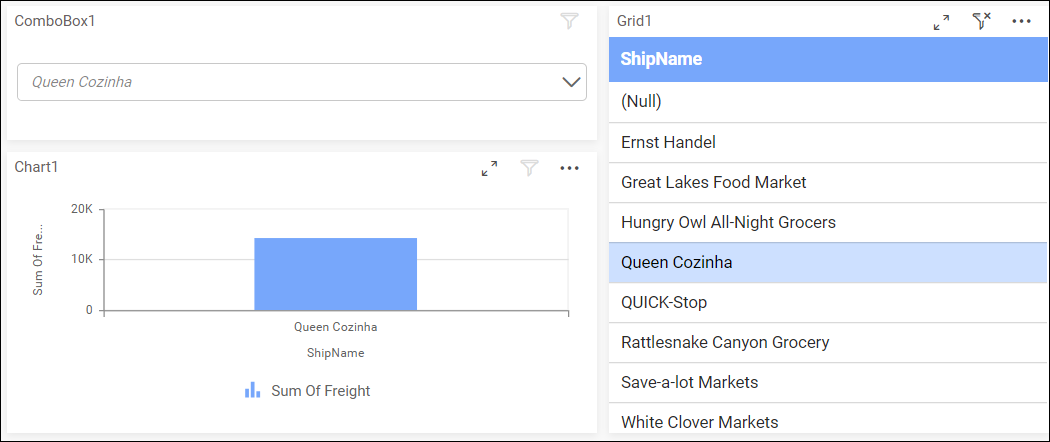 ComboBox1
Queen Cozinha
Chart1
20K
10K
0
Sum Of Fre...
Queen Cozinha
ShipName
Sum Of Freight
Grid1
ShipName
(Null)
Ernst Handel
Great Lakes Food Market
Hungry Owl All-Night Grocers
Queen Cozinha
QUICK-Stop
Rattlesnake Canyon Grocery
Save-a-lot Markets
White Clover Markets